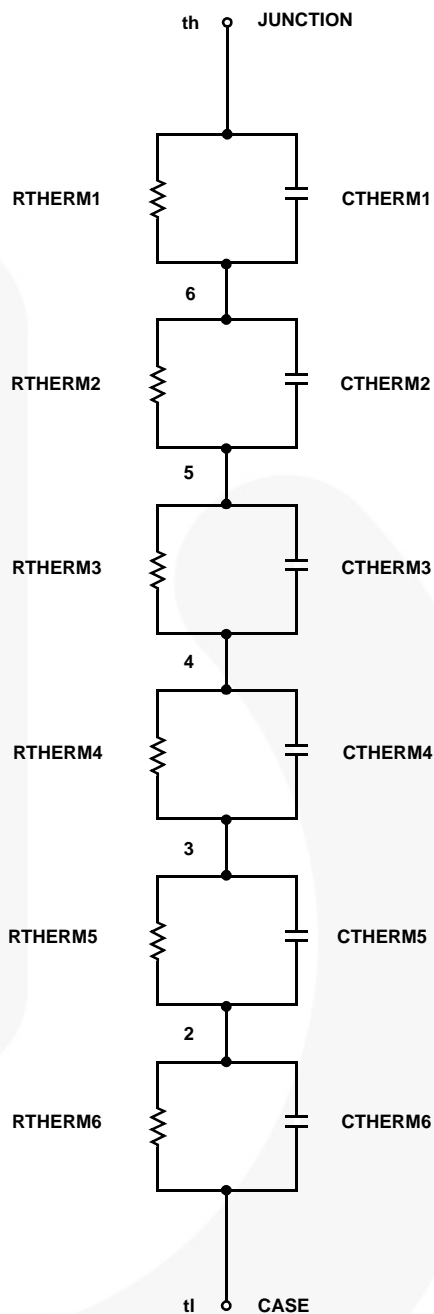 th JUNCTION
RTHERM1 CTHERM1
6
RTHERM2 CTHERM2
5
RTHERM3 CTHERM3
4
RTHERM4 CTHERM4
3
RTHERM5 CTHERM5
2
RTHERM6 CTHERM6
tl CASE